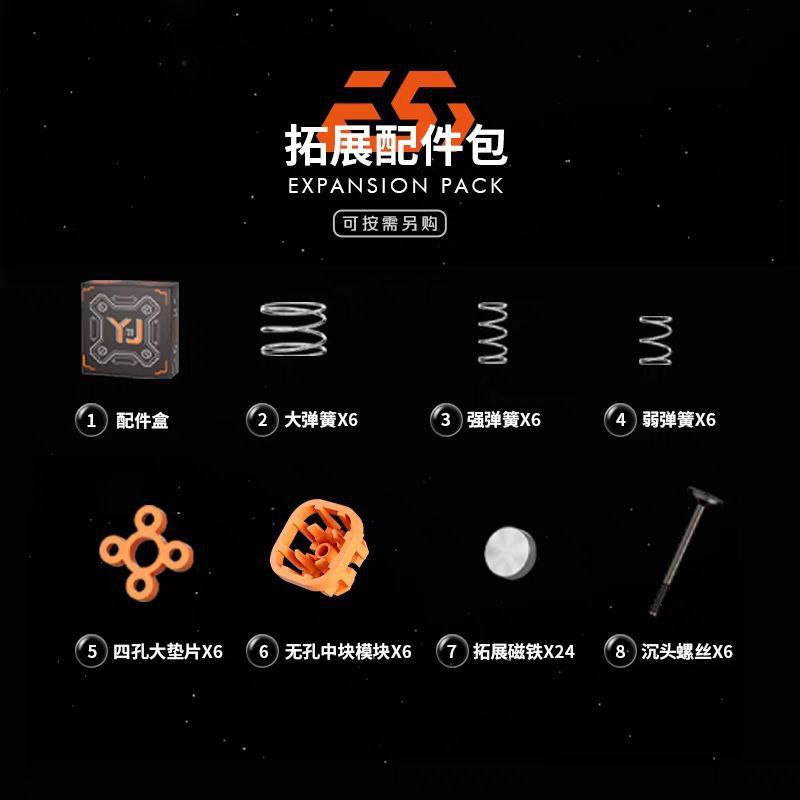 拓展配件包
EXPANSION PACK
可按需另购
YJ
1 配件盒
2 大弹簧X6
3 强弹簧X6
4 弱弹簧X6
5 四孔大垫片X6
6 无孔中块模块X6
7 拓展磁铁X24
8 沉头螺丝X6